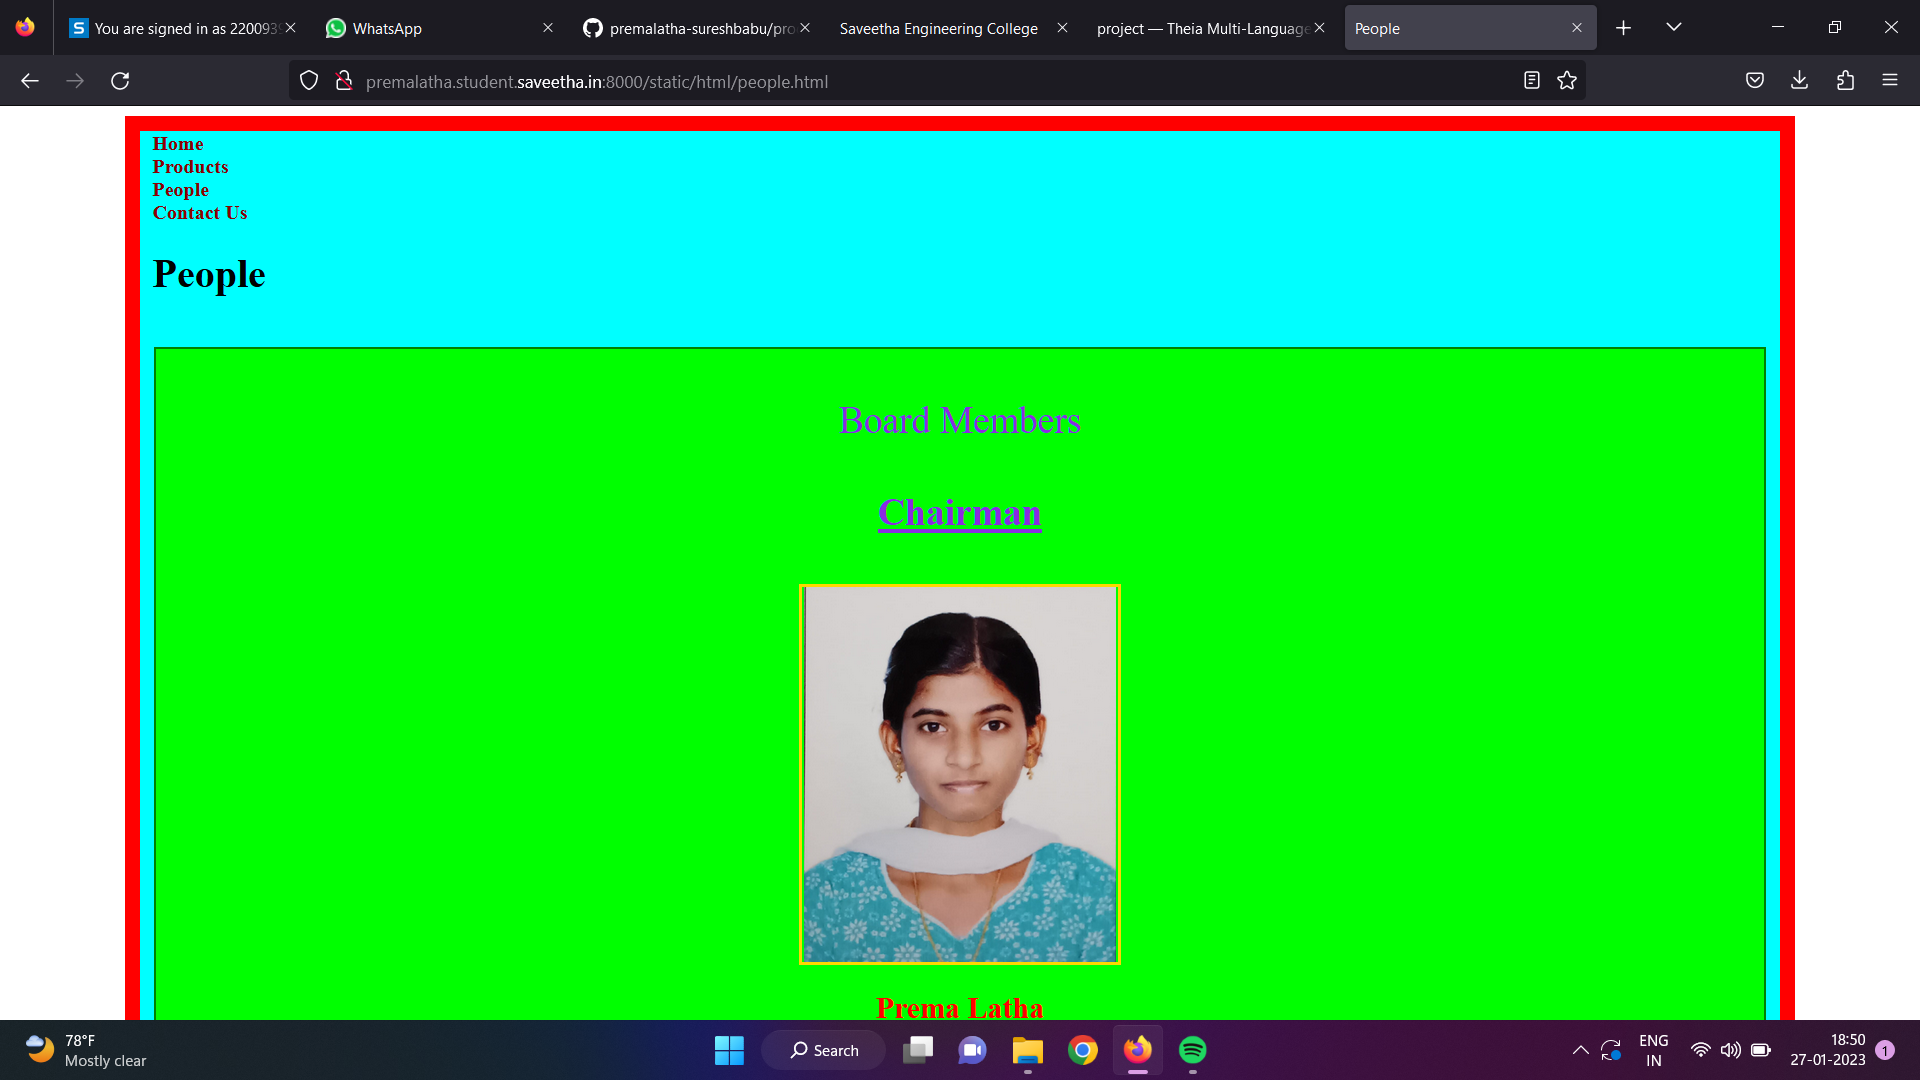 You are signed in as 220093
WhatsApp
premalatha-sureshbabu/pro
Saveetha Engineering College
project — Theia Multi-Language
People
premalatha.student.saveetha.in:8000/static/html/people.html
Home
Products
People
Contact Us
People
Board Members
Chairman
Prema Latha
78°F
Mostly clear
Search
ENG
IN
18:50
27-01-2023
1